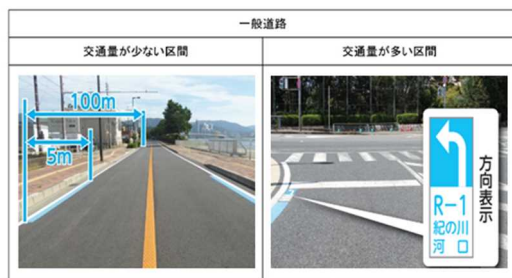 一般道路
交通量が少ない区間
交通量が多い区間
100m
5m
R-1
紀の川
河口
方向表示